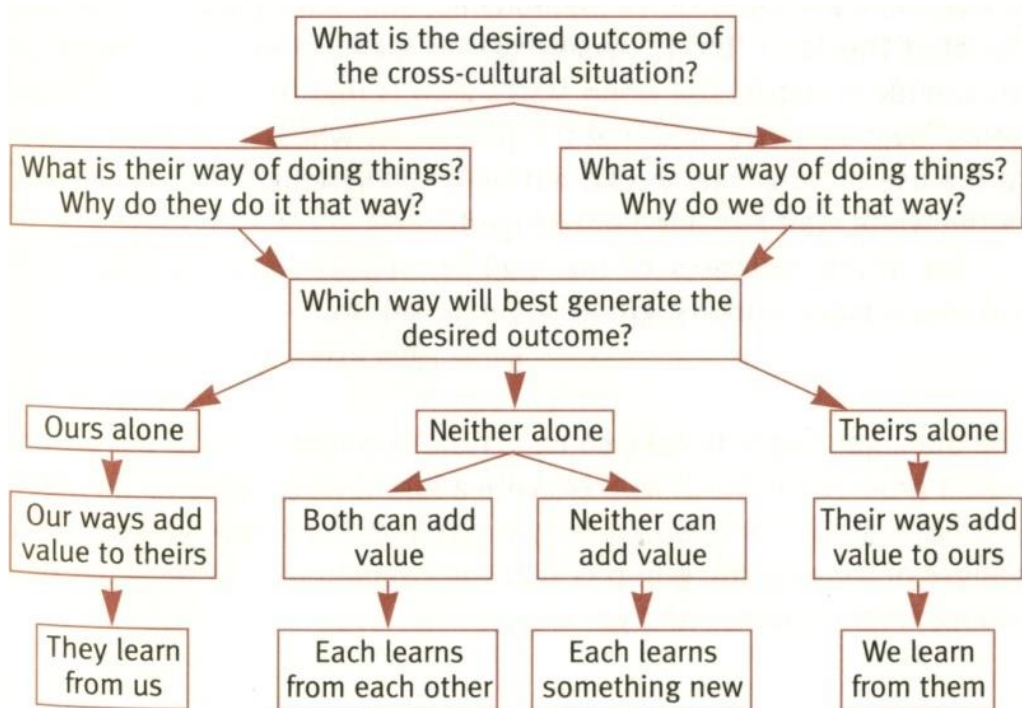 What is the desired outcome of
the cross-cultural situation?
What is their way of doing things?
Why do they do it that way?
What is our way of doing things?
Why do we do it that way?
Which way will best generate the
desired outcome?
Ours alone
Neither alone
Theirs alone
Our ways add
value to theirs
Both can add
value
Neither can
add value
Their ways add
value to ours
They learn
from us
Each learns
from each other
Each learns
something new
We learn
from them